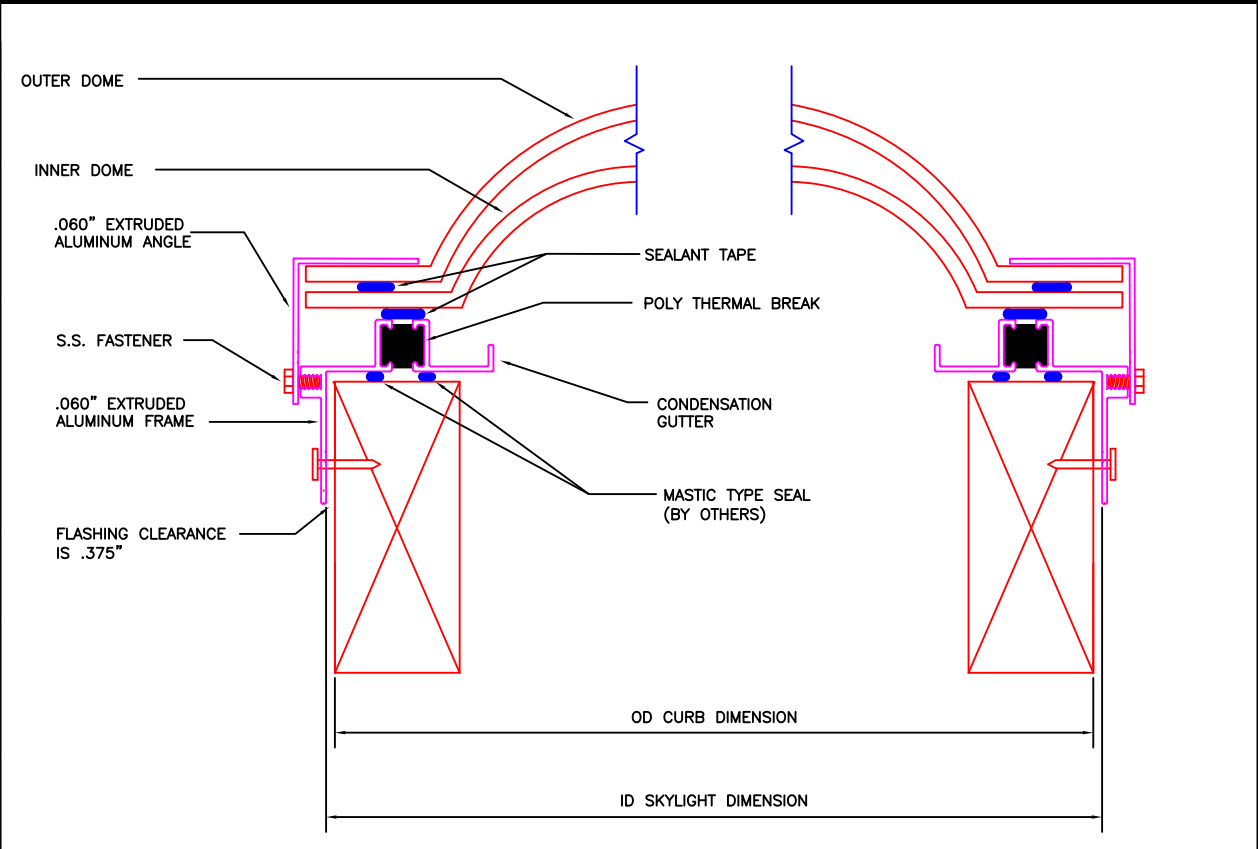 OUTER DOME
INNER DOME
.060” EXTRUDED
ALUMINUM ANGLE
S.S. FASTENER
.060” EXTRUDED
ALUMINUM FRAME
FLASHING CLEARANCE
IS .375”
SEALANT TAPE
POLY THERMAL BREAK
CONDENSATION
GUTTER
MASTIC TYPE SEAL
(BY OTHERS)
OD CURB DIMENSION
ID SKYLIGHT DIMENSION